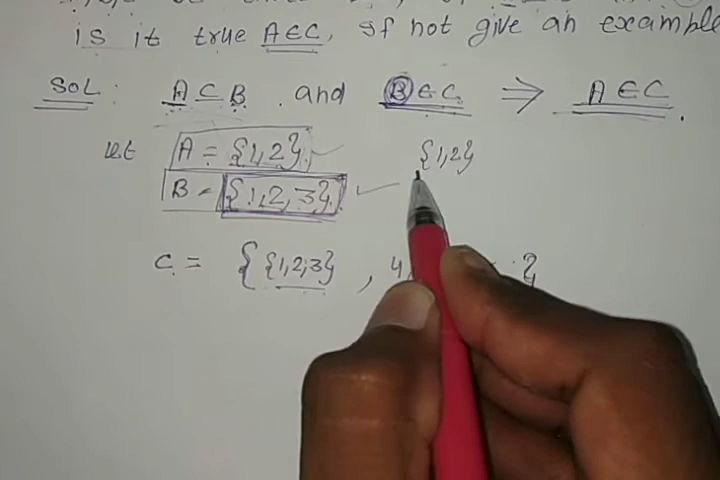 is it true A∈C, If not give an example
SOL : A ⊂ B and B ∈ C ⇒ A ∈ C.
let A = {1,2}
{1,2}
B = {1,2,3}
C = { {1,2,3} , 4, }